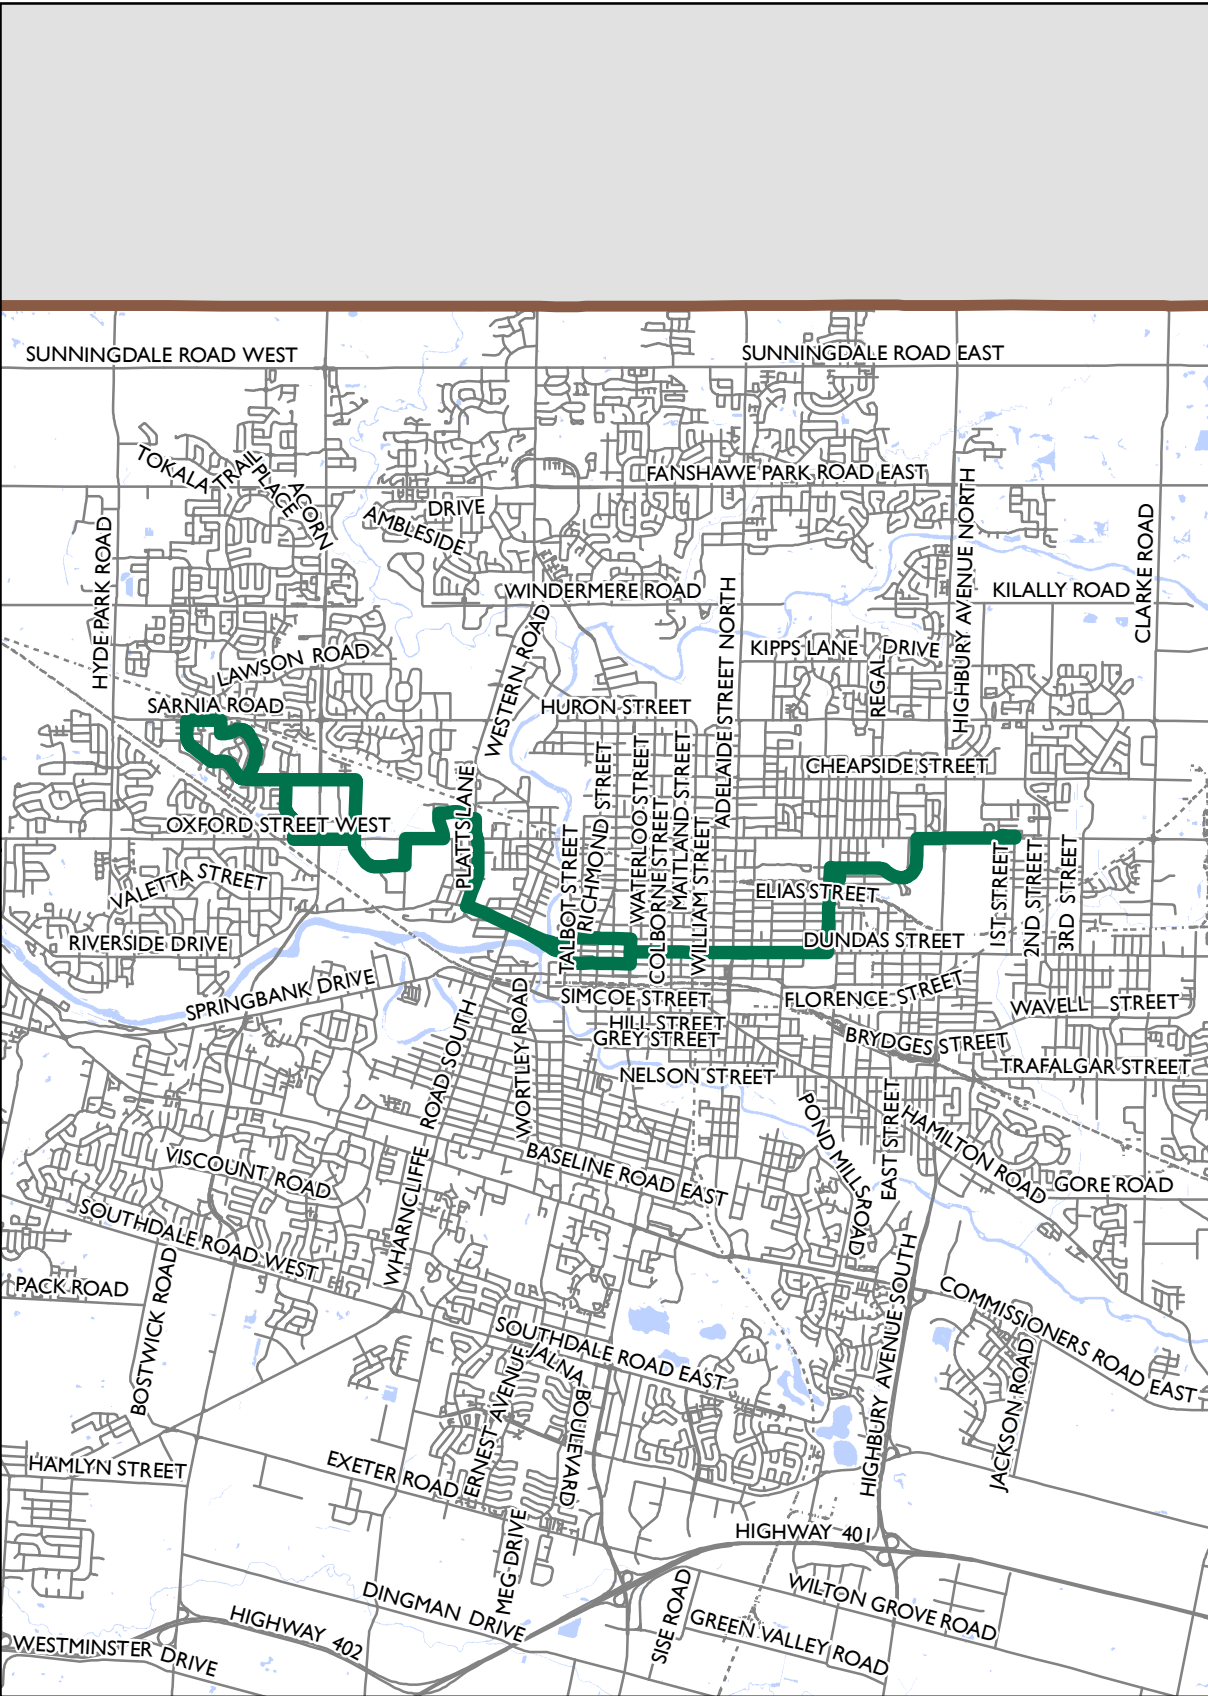 SUNNINGDALE ROAD WEST
SUNNINGDALE ROAD EAST
TOKALA TRAIL
PLACE
ACORN
FANSHAWE PARK ROAD EAST
DRIVE
AMBLESIDE
HYDE PARK ROAD
HIGHBURY AVENUE NORTH
CLARKE ROAD
WINDERMERE ROAD
KILALLY ROAD
WESTERN ROAD
ADELAIDE STREET NORTH
KIPPS LANE
REGAL
DRIVE
LAWSON ROAD
SARNIA ROAD
HURON STREET
CHEAPSIDE STREET
OXFORD STREET WEST
PLATTS LANE
TALBOT STREET
RICHMOND STREET
WATERLOO STREET
COLBORNE STREET
MAITLAND STREET
WILLIAM STREET
VALETTA STREET
ELIAS STREET
1ST STREET
2ND STREET
3RD STREET
RIVERSIDE DRIVE
DUNDAS STREET
SPRINGBANK DRIVE
SIMCOE STREET
FLORENCE STREET
WAVELL STREET
HILL STREET
GREY STREET
BRYDGES STREET
TRAFALGAR STREET
NELSON STREET
WHARNCLIFFE ROAD SOUTH
WORTLEY ROAD
POND MILLS ROAD
EAST STREET
HAMILTON ROAD
VISCOUNT ROAD
BASELINE ROAD EAST
GORE ROAD
SOUTHDALE ROAD WEST
PACK ROAD
BOSTWICK ROAD
HIGHBURY AVENUE SOUTH
COMMISSIONERS ROAD EAST
SOUTHDALE ROAD EAST
JALNA BOULEVARD
ERNEST AVENUE
JACKSON ROAD
HAMLYN STREET
EXETER ROAD
MEG DRIVE
HIGHWAY 401
DINGMAN DRIVE
WILTON GROVE ROAD
HIGHWAY 402
SISE ROAD
GREEN VALLEY ROAD
WESTMINSTER DRIVE